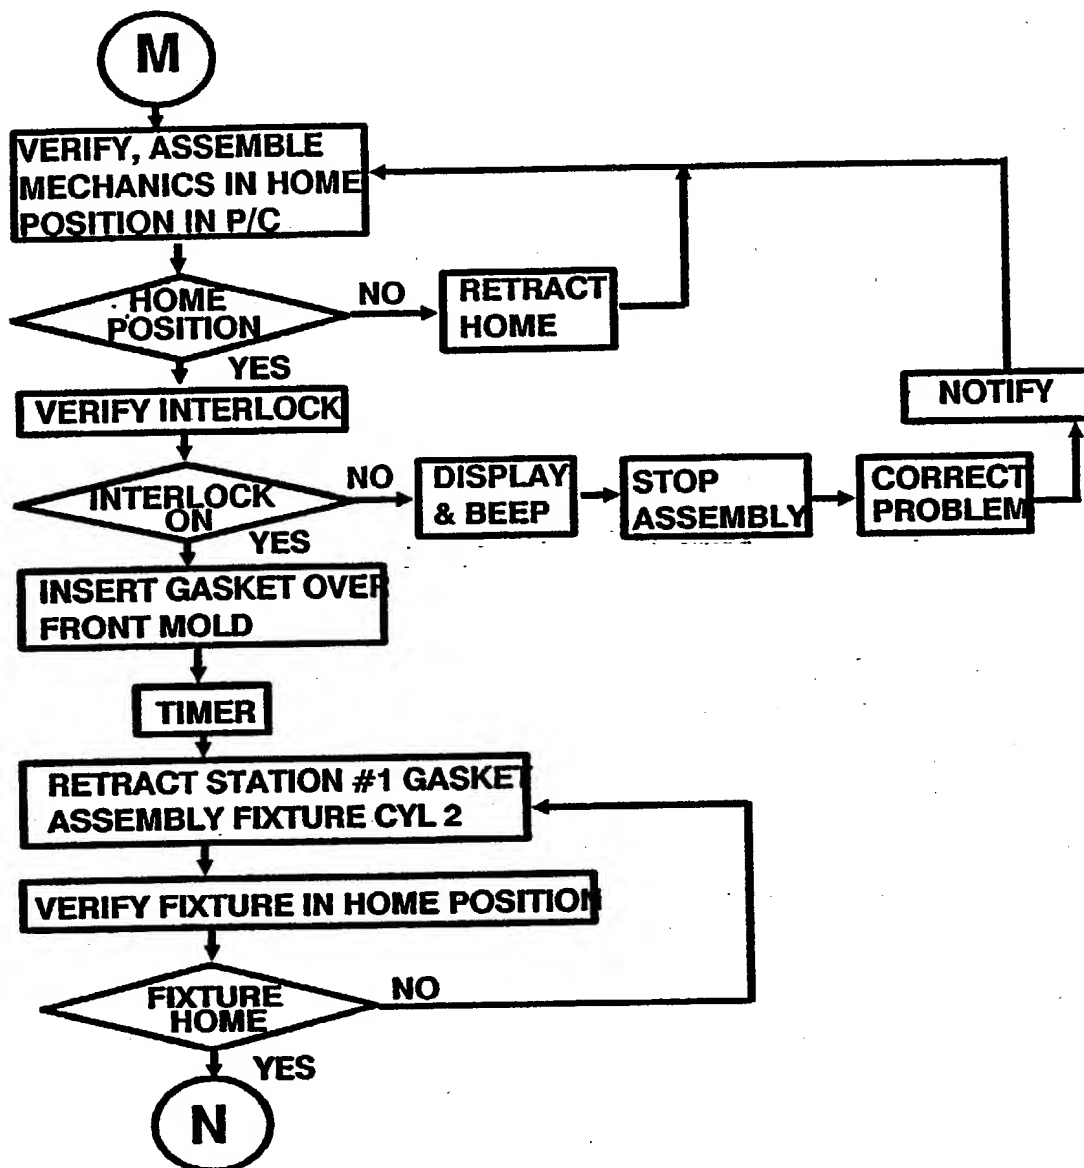 M
VERIFY, ASSEMBLE
MECHANICS IN HOME
POSITION IN P/C
HOME
POSITION
NO
RETRACT
HOME
YES
VERIFY INTERLOCK
NOTIFY
INTERLOCK
ON
NO
DISPLAY
& BEEP
STOP
ASSEMBLY
CORRECT
PROBLEM
YES
INSERT GASKET OVER
FRONT MOLD
TIMER
RETRACT STATION #1 GASKET
ASSEMBLY FIXTURE CYL 2
VERIFY FIXTURE IN HOME POSITION
FIXTURE
HOME
NO
YES
N